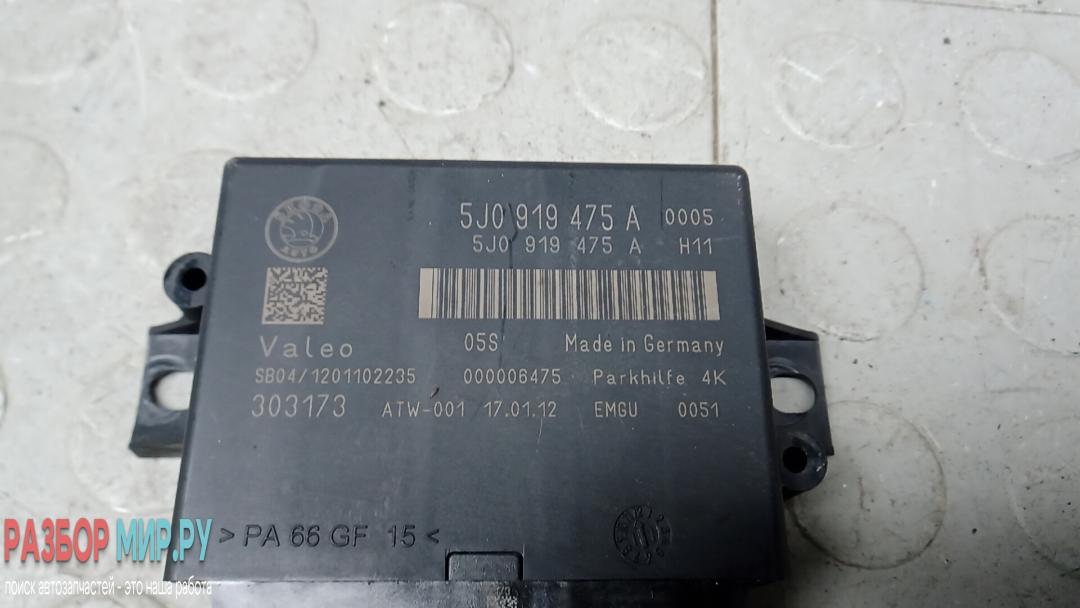 5J0 919 475 A 0005
5J0 919 475 A H11
SKODA
AUTO
Valeo 05S Made in Germany
SB04/1201102235 000006475 Parkhilfe 4K
303173 ATW-001 17.01.12 EMGU 0051
>PA 66 GF 15<
РАЗБОР МИР.РУ
поиск автозапчастей - это наша работа